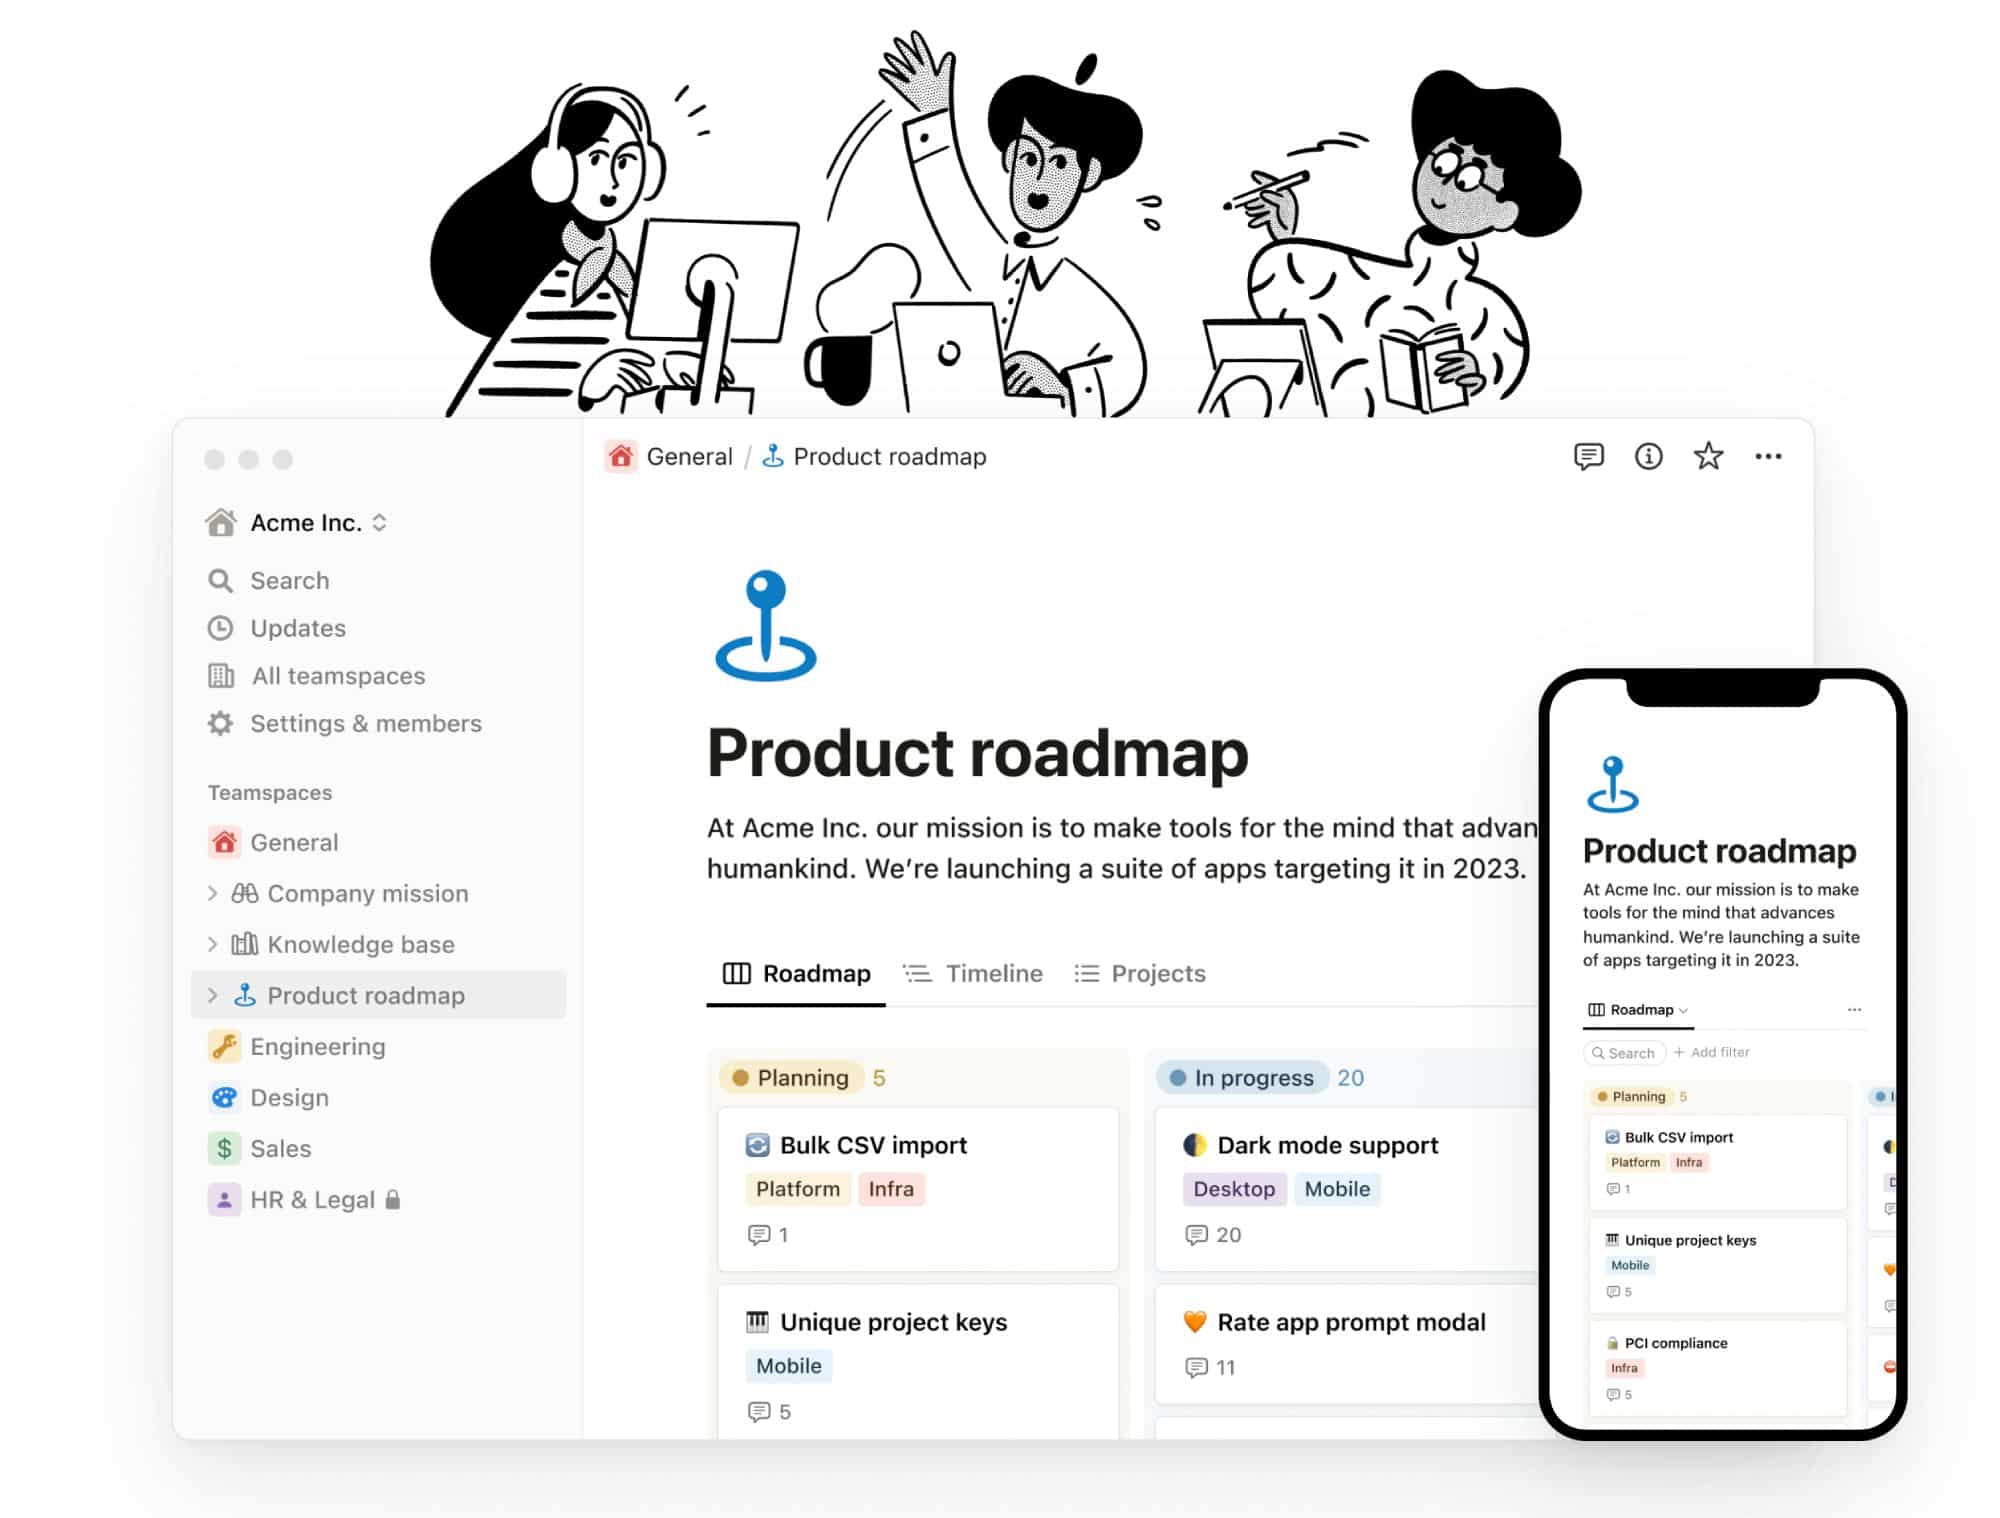 General / Product roadmap
Acme Inc.
Search
Updates
All teamspaces
Settings & members
Teamspaces
General
Company mission
Knowledge base
Product roadmap
Engineering
Design
Sales
HR & Legal
Product roadmap
At Acme Inc. our mission is to make tools for the mind that advan
humankind. We’re launching a suite of apps targeting it in 2023.
Roadmap
Timeline
Projects
Planning 5
Bulk CSV import
Platform Infra
1
Unique project keys
Mobile
5
In progress 20
Dark mode support
Desktop Mobile
20
Rate app prompt modal
11
Product roadmap
At Acme Inc. our mission is to make
tools for the mind that advances
humankind. We’re launching a suite
of apps targeting it in 2023.
Roadmap
Search + Add filter
Planning 5
Bulk CSV import
Platform Infra
1
Unique project keys
Mobile
5
PCI compliance
Infra
5